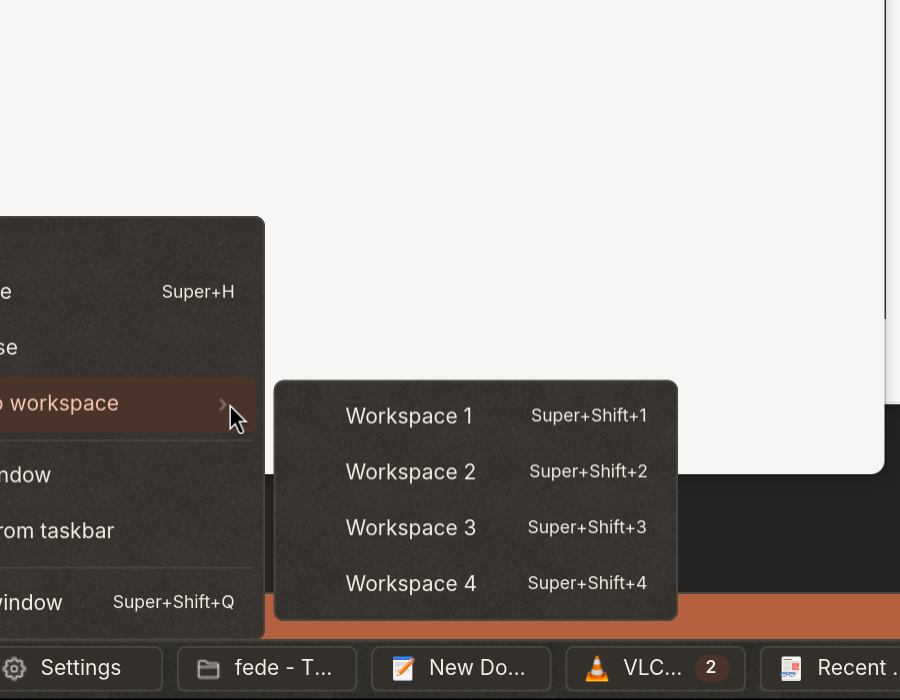 e Super+H
se
o workspace
Workspace 1 Super+Shift+1
Workspace 2 Super+Shift+2
Workspace 3 Super+Shift+3
Workspace 4 Super+Shift+4
ndow
rom taskbar
window Super+Shift+Q
Settings fede - T... New Do... VLC... 2 Recent .